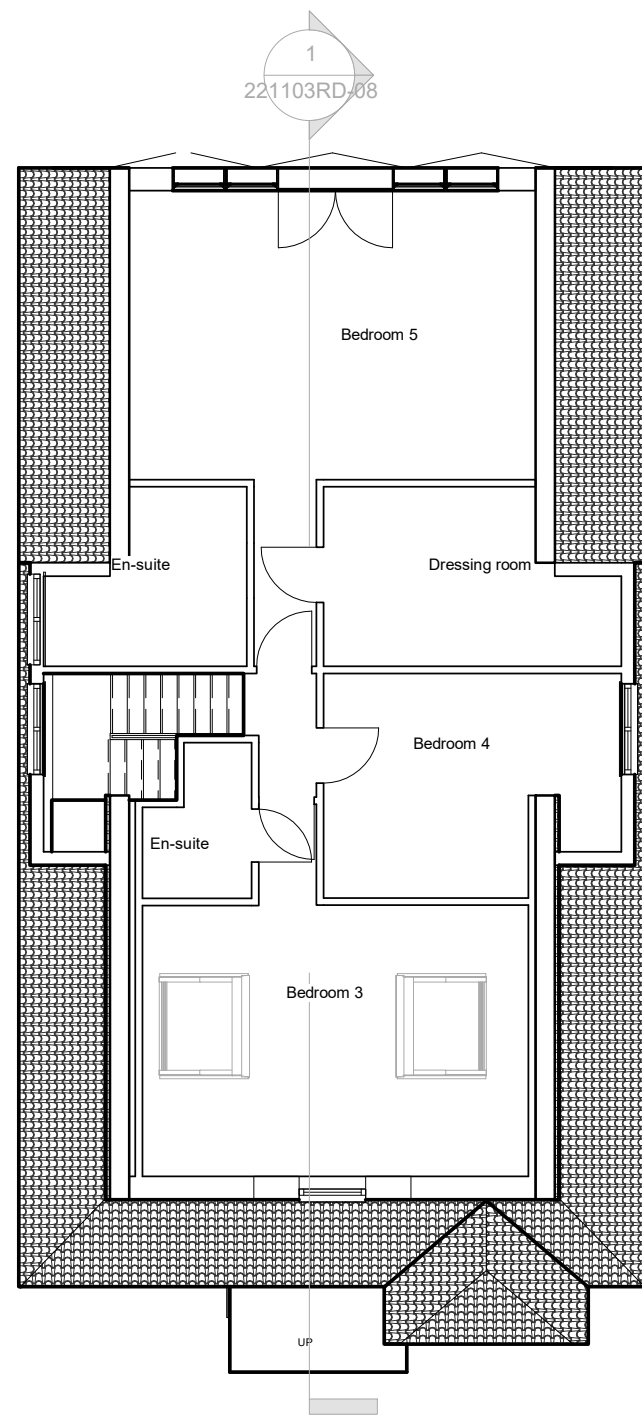 1
221103RD-08
Bedroom 5
En-suite
Dressing room
Bedroom 4
En-suite
Bedroom 3
UP